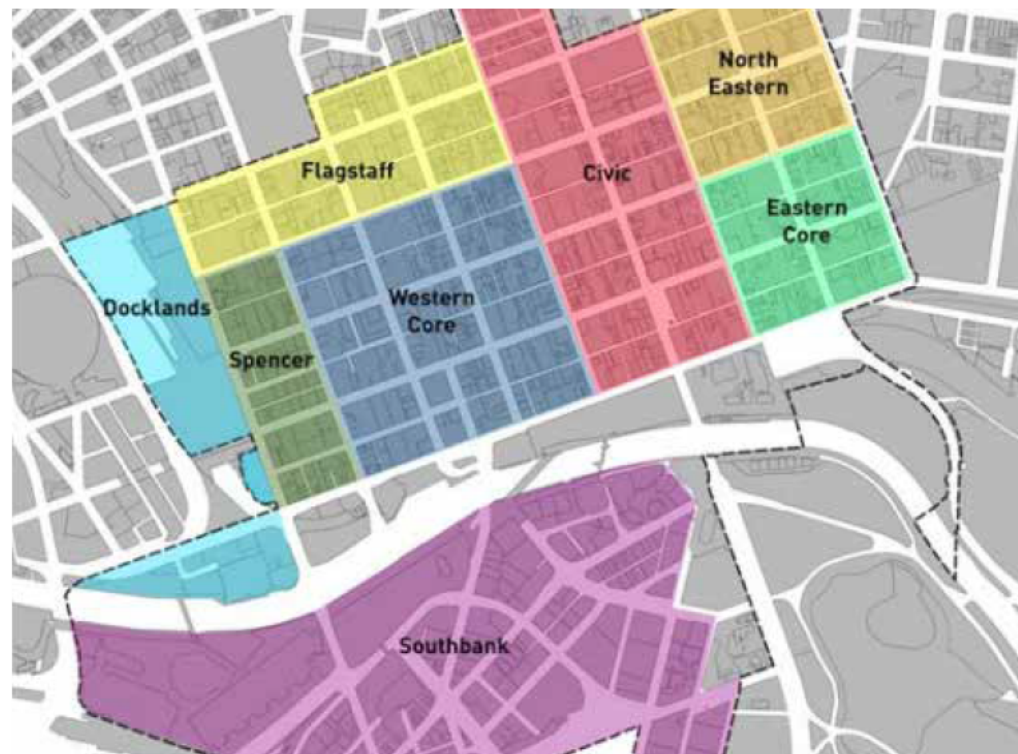 North
Eastern
Flagstaff
Civic
Eastern
Core
Docklands
Western
Core
Spencer
Southbank